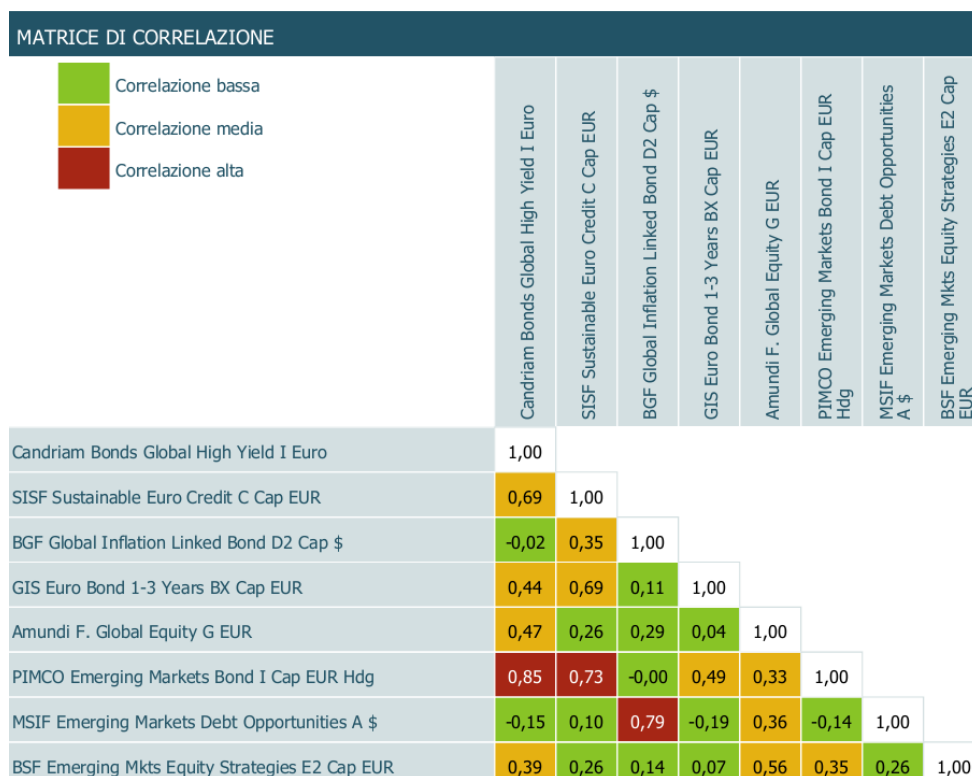 MATRICE DI CORRELAZIONE
Correlazione bassa
Correlazione media
Correlazione alta
Candriam Bonds Global High Yield I Euro
SISF Sustainable Euro Credit C Cap EUR
BGF Global Inflation Linked Bond D2 Cap $
GIS Euro Bond 1-3 Years BX Cap EUR
Amundi F. Global Equity G EUR
PIMCO Emerging Markets Bond I Cap EUR
Hdg
MSIF Emerging Markets Debt Opportunities
A $
BSF Emerging Mkts Equity Strategies E2 Cap
EUR
Candriam Bonds Global High Yield I Euro 1,00
SISF Sustainable Euro Credit C Cap EUR 0,69 1,00
BGF Global Inflation Linked Bond D2 Cap $ -0,02 0,35 1,00
GIS Euro Bond 1-3 Years BX Cap EUR 0,44 0,69 0,11 1,00
Amundi F. Global Equity G EUR 0,47 0,26 0,29 0,04 1,00
PIMCO Emerging Markets Bond I Cap EUR Hdg 0,85 0,73 -0,00 0,49 0,33 1,00
MSIF Emerging Markets Debt Opportunities A $ -0,15 0,10 0,79 -0,19 0,36 -0,14 1,00
BSF Emerging Mkts Equity Strategies E2 Cap EUR 0,39 0,26 0,14 0,07 0,56 0,35 0,26 1,00